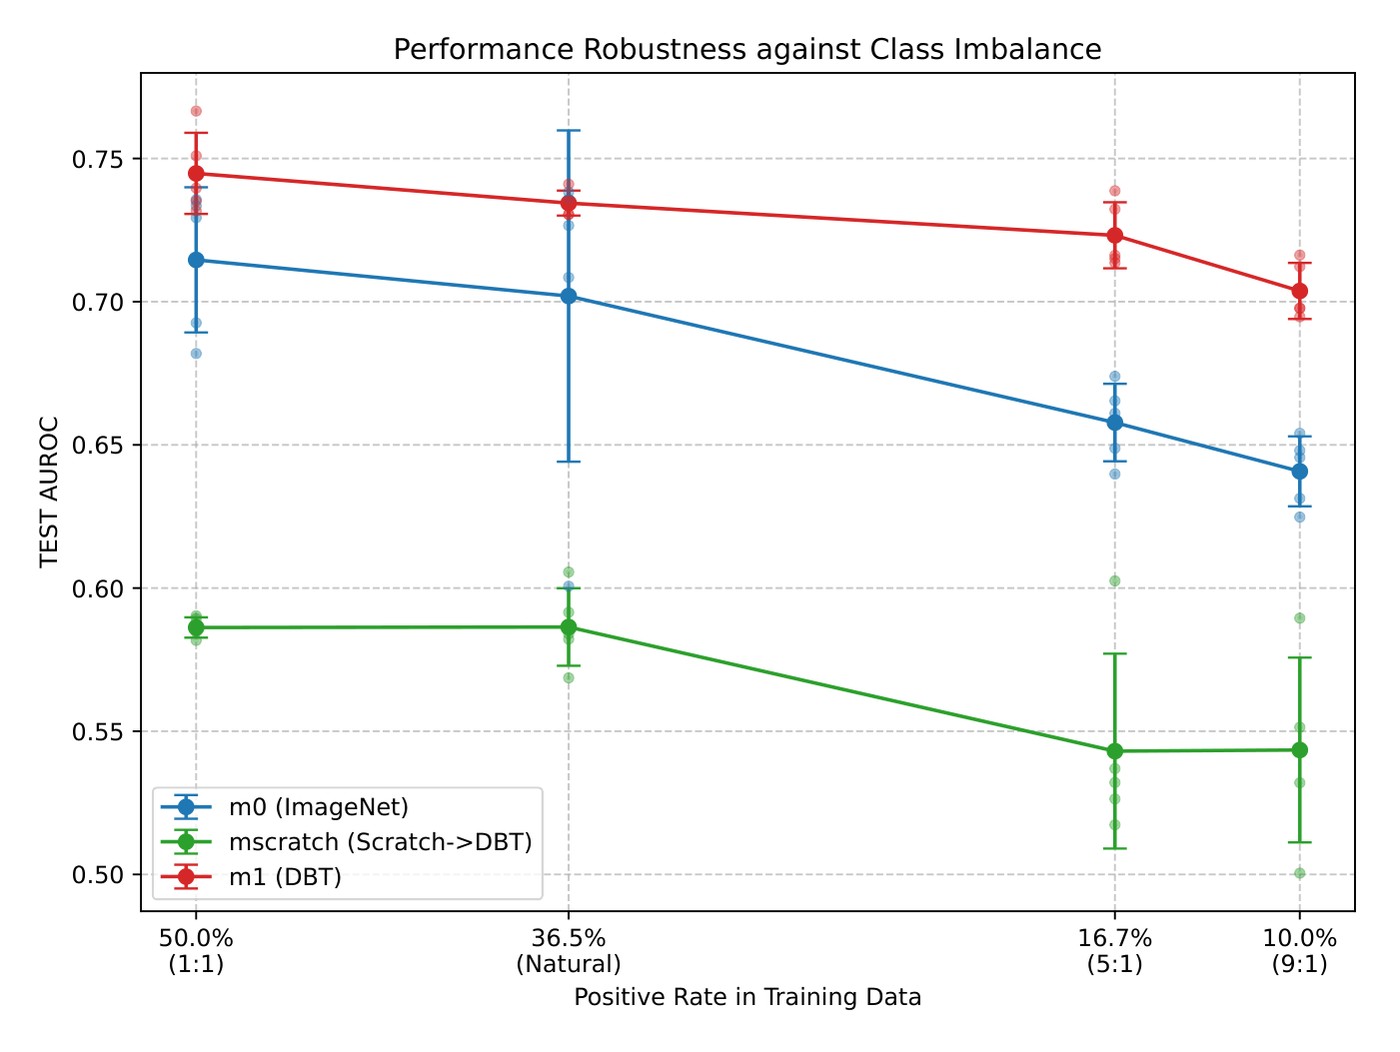 Performance Robustness against Class Imbalance
TEST AUROC
0.75
0.70
0.65
0.60
0.55
0.50
m0 (ImageNet)
mscratch (Scratch->DBT)
m1 (DBT)
50.0%
(1:1)
36.5%
(Natural)
16.7%
(5:1)
10.0%
(9:1)
Positive Rate in Training Data